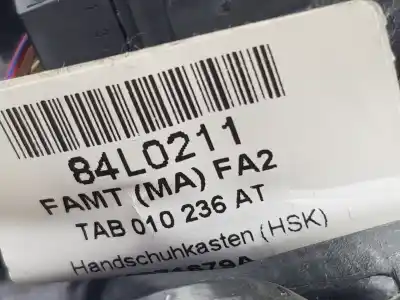 84L0211
FAMT (MA) FA2
TAB 010 236 AT
Handschuhkasten (HSK)